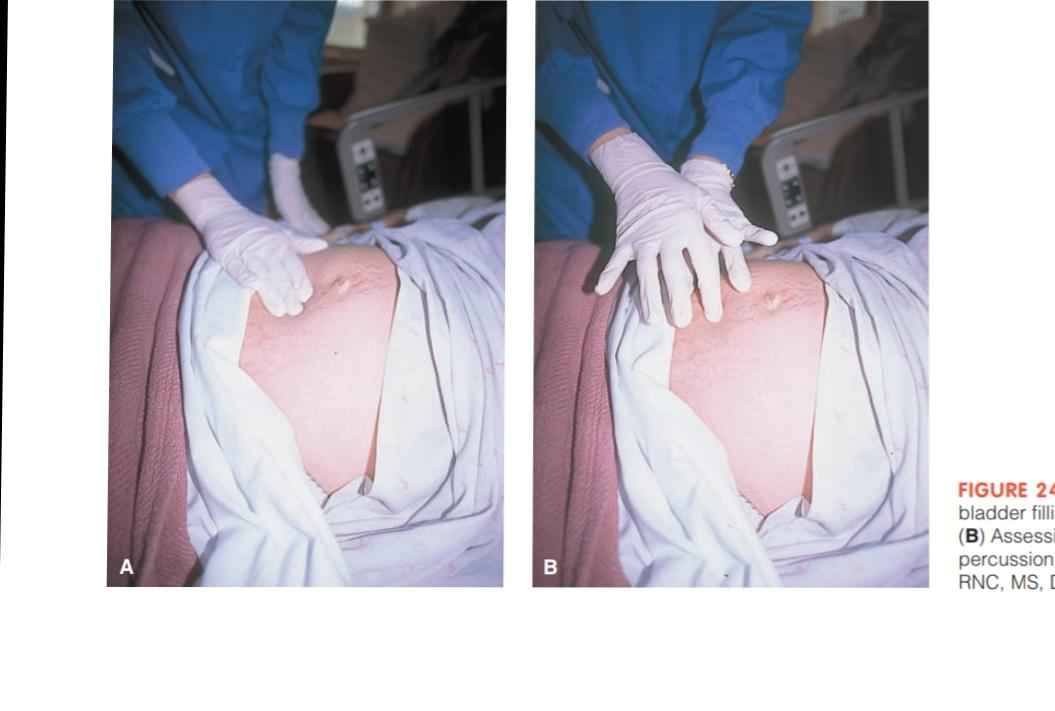 A
B
FIGURE 24
bladder filli
(B) Assessi
percussion
RNC, MS, D